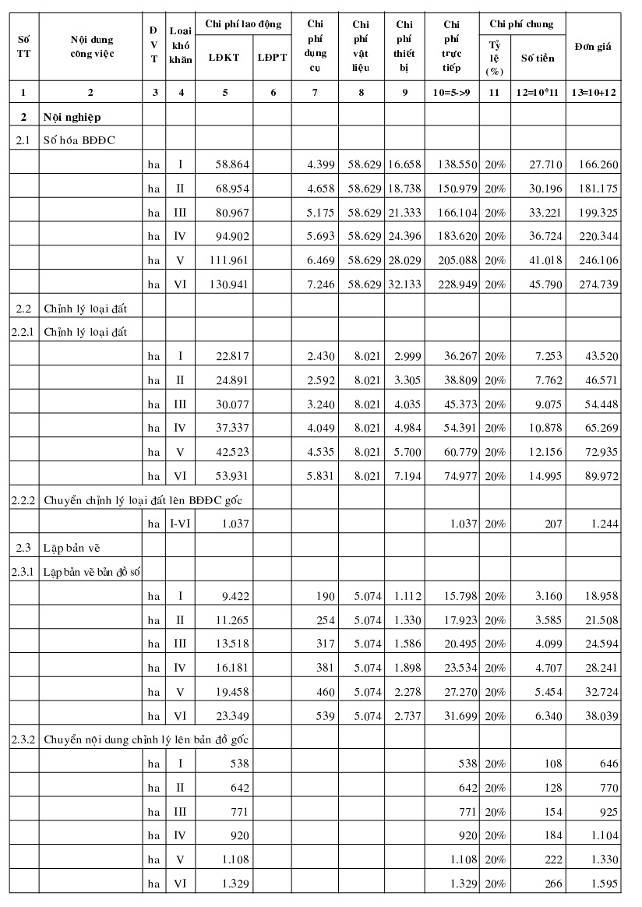 Số TT Nội dung công việc Đ V T Loại khó khăn Chi phí lao động Chi phí dụng cụ Chi phí vật liệu Chi phí thiết bị Chi phí trực tiếp Chi phí chung Đơn giá
LĐKT LĐPT Tỷ lệ (%) Số tiền
1 2 3 4 5 6 7 8 9 10=5->9 11 12=10*11 13=10+12
2 Nội nghiệp
2.1 Số hóa BĐĐC
ha I 58.864 4.399 58.629 16.658 138.550 20% 27.710 166.260
ha II 68.954 4.658 58.629 18.738 150.979 20% 30.196 181.175
ha III 80.967 5.175 58.629 21.333 166.104 20% 33.221 199.325
ha IV 94.902 5.693 58.629 24.396 183.620 20% 36.724 220.344
ha V 111.961 6.469 58.629 28.029 205.088 20% 41.018 246.106
ha VI 130.941 7.246 58.629 32.133 228.949 20% 45.790 274.739
2.2 Chỉnh lý loại đất
2.2.1 Chỉnh lý loại đất
ha I 22.817 2.430 8.021 2.999 36.267 20% 7.253 43.520
ha II 24.891 2.592 8.021 3.305 38.809 20% 7.762 46.571
ha III 30.077 3.240 8.021 4.035 45.373 20% 9.075 54.448
ha IV 37.337 4.049 8.021 4.984 54.391 20% 10.878 65.269
ha V 42.523 4.535 8.021 5.700 60.779 20% 12.156 72.935
ha VI 53.931 5.831 8.021 7.194 74.977 20% 14.995 89.972
2.2.2 Chuyển chỉnh lý loại đất lên BĐĐC gốc
ha I-VI 1.037 1.037 20% 207 1.244
2.3 Lập bản vẽ
2.3.1 Lập bản vẽ bản đồ số
ha I 9.422 190 5.074 1.112 15.798 20% 3.160 18.958
ha II 11.265 254 5.074 1.330 17.923 20% 3.585 21.508
ha III 13.518 317 5.074 1.586 20.495 20% 4.099 24.594
ha IV 16.181 381 5.074 1.898 23.534 20% 4.707 28.241
ha V 19.458 460 5.074 2.278 27.270 20% 5.454 32.724
ha VI 23.349 539 5.074 2.737 31.699 20% 6.340 38.039
2.3.2 Chuyển nội dung chỉnh lý lên bản đồ gốc
ha I 538 538 20% 108 646
ha II 642 642 20% 128 770
ha III 771 771 20% 154 925
ha IV 920 920 20% 184 1.104
ha V 1.108 1.108 20% 222 1.330
ha VI 1.329 1.329 20% 266 1.595